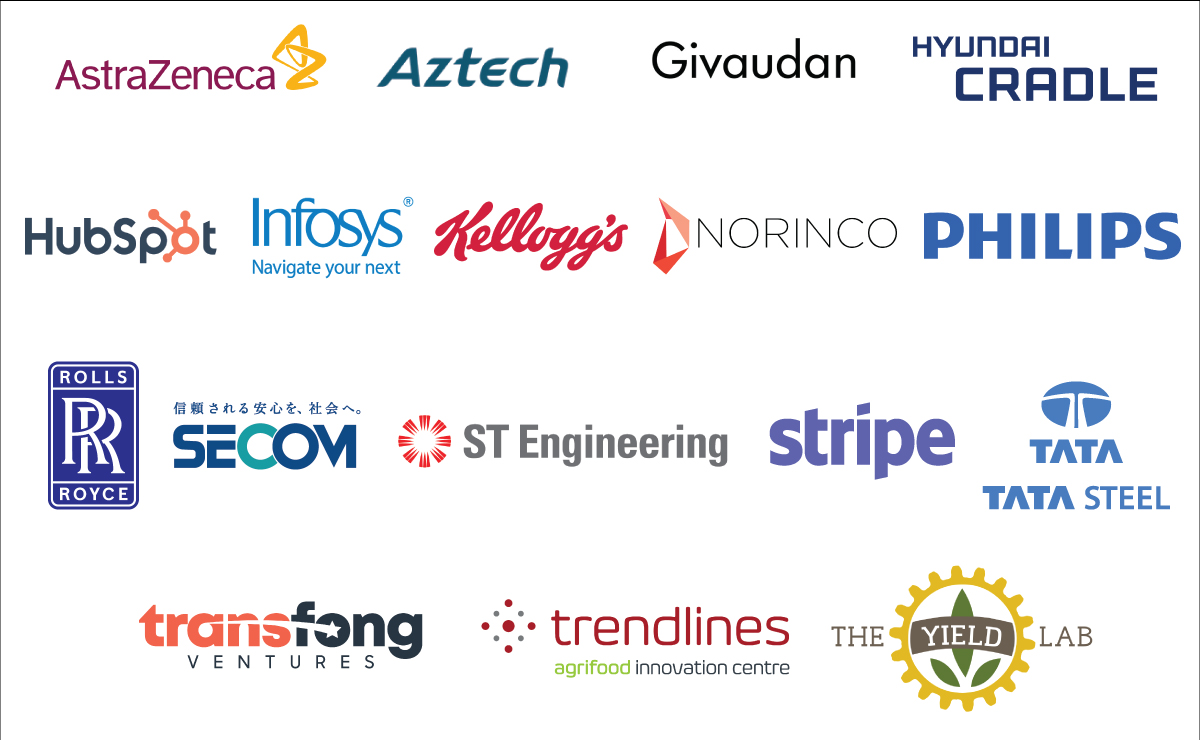 AstraZeneca
Aztech
Givaudan
HYUNDAI
CRADLE
HubSpot
Infosys®
Navigate your next
Kellogg's
NORINCO
PHILIPS
ROLLS
RR
ROYCE
信頼される安心を、社会へ。
SECOM
ST Engineering
stripe
TATA
TATA STEEL
transfong
VENTURES
trendlines
agrifood innovation centre
THE YIELD LAB